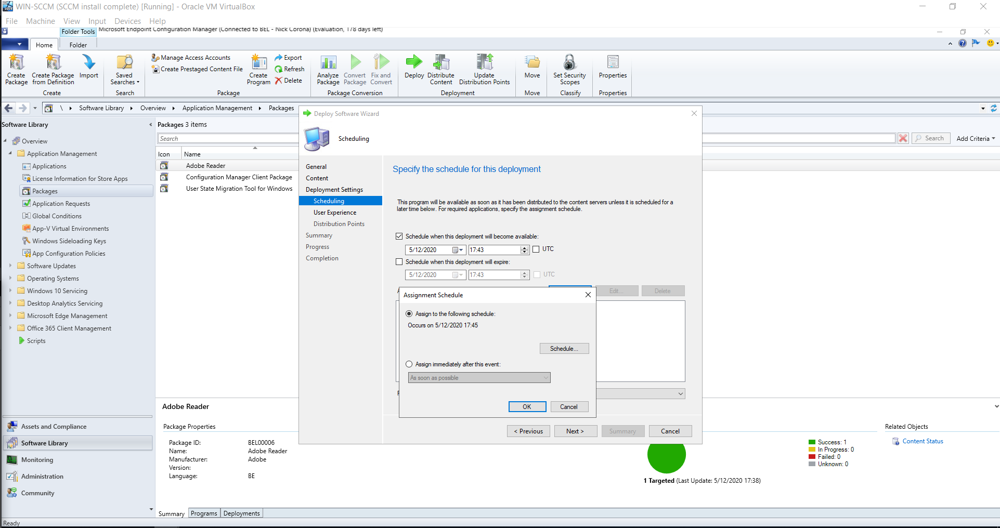 WIN-SCCM (SCCM install complete) [Running] - Oracle VM VirtualBox
File Machine View Input Devices Help
Folder Tools Microsoft Endpoint Configuration Manager (Connected to BEL - Nick Corona) (Evaluation, 178 days left)
Home Folder
Create Package
Create Package from Definition
Import
Create
Saved Searches
Search
Manage Access Accounts
Create Prestaged Content File
Create Program
Export
Refresh
Delete
Package
Analyze Package
Convert Package
Fix and Convert
Package Conversion
Deploy
Distribute Content
Update Distribution Points
Deployment
Move
Move
Set Security Scopes
Classify
Properties
Properties
\ Software Library Overview Application Management Packages
Software Library
Overview
Application Management
Applications
License Information for Store Apps
Packages
Application Requests
Global Conditions
App-V Virtual Environments
Windows Sideloading Keys
App Configuration Policies
Software Updates
Operating Systems
Windows 10 Servicing
Desktop Analytics Servicing
Microsoft Edge Management
Office 365 Client Management
Scripts
Assets and Compliance
Software Library
Monitoring
Administration
Community
Packages 3 items
Search
Search
Add Criteria
Icon Name
Adobe Reader
Configuration Manager Client Package
User State Migration Tool for Windows
Deploy Software Wizard
Scheduling
General
Content
Deployment Settings
Scheduling
User Experience
Distribution Points
Summary
Progress
Completion
Specify the schedule for this deployment
This program will be available as soon as it has been distributed to the content servers unless it is scheduled for a
later time below. For required applications, specify the assignment schedule.
Schedule when this deployment will become available:
5/12/2020 17:43 UTC
Schedule when this deployment will expire:
5/12/2020 17:43 UTC
Edit... Delete
Assignment Schedule
Assign to the following schedule:
Occurs on 5/12/2020 17:45
Schedule...
Assign immediately after this event:
As soon as possible
OK Cancel
< Previous Next > Summary Cancel
Adobe Reader
Package Properties
Package ID: BEL00006
Name: Adobe Reader
Manufacturer: Adobe
Version:
Language: BE
Success: 1
In Progress: 0
Failed: 0
Unknown: 0
1 Targeted (Last Update: 5/12/2020 17:38)
Related Objects
Content Status
Summary Programs Deployments
Ready